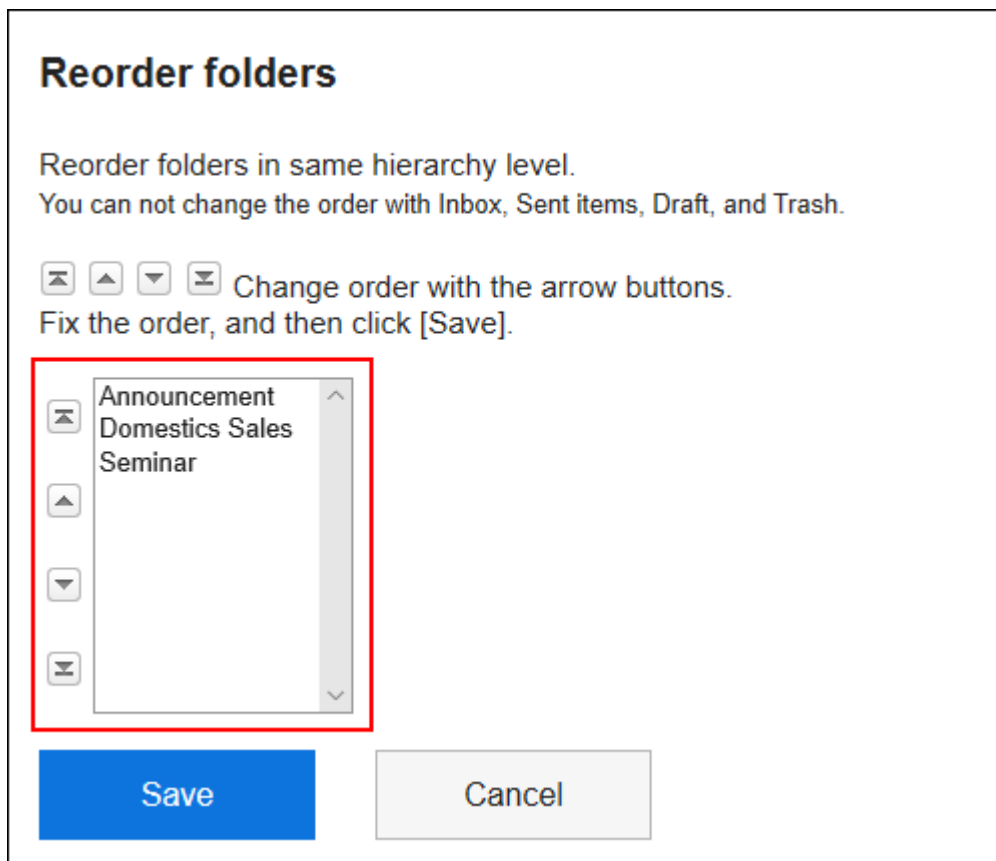 Reorder folders
Reorder folders in same hierarchy level.
You can not change the order with Inbox, Sent items, Draft, and Trash.
Change order with the arrow buttons.
Fix the order, and then click [Save].
Announcement
Domestics Sales
Seminar
Save
Cancel